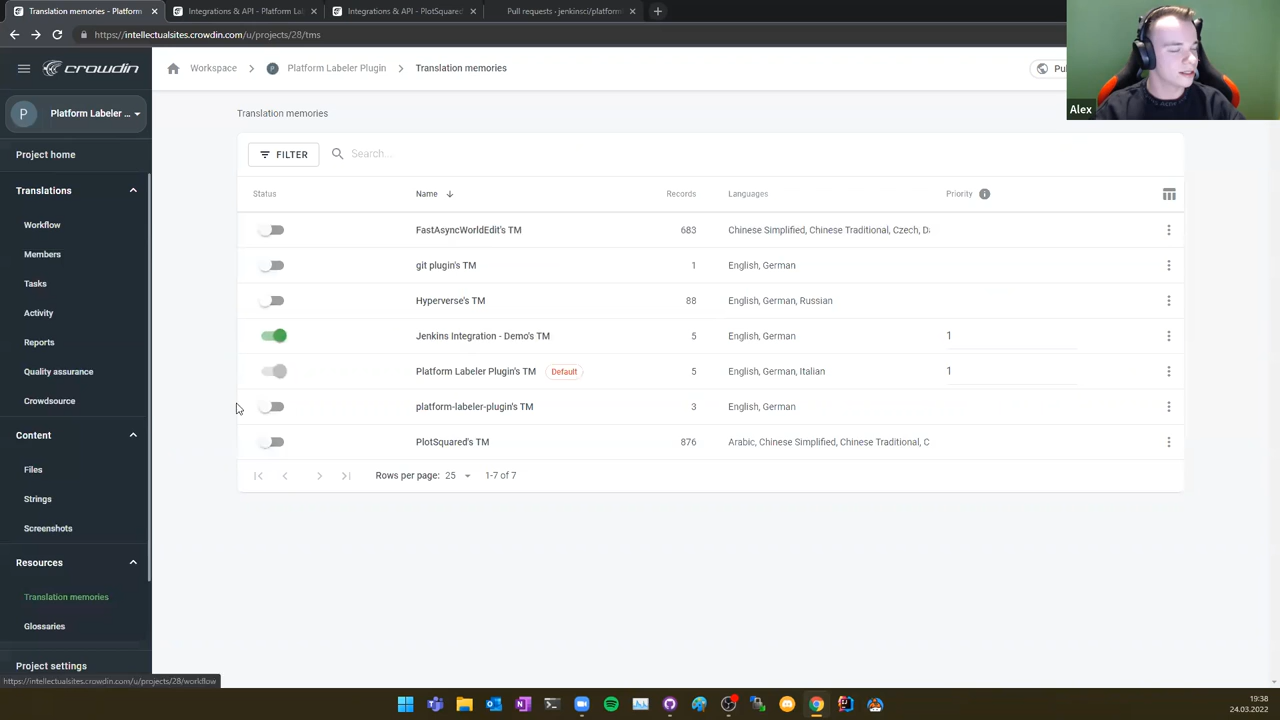 Translation memories - Platform
Integrations & API - Platform Lab
Integrations & API - PlotSquared
Pull requests · jenkinsci/platform
https://intellectualsites.crowdin.com/u/projects/28/tms
crowdin
Workspace
Platform Labeler Plugin
Translation memories
Alex
P
Platform Labeler ...
Project home
Translations
Workflow
Members
Tasks
Activity
Reports
Quality assurance
Crowdsource
Content
Files
Strings
Screenshots
Resources
Translation memories
Glossaries
Project settings
Translation memories
FILTER
Search...
Status Name Records Languages Priority
FastAsyncWorldEdit's TM 683 Chinese Simplified, Chinese Traditional, Czech,
git plugin's TM 1 English, German
Hyperverse's TM 88 English, German, Russian
Jenkins Integration - Demo's TM 5 English, German 1
Platform Labeler Plugin's TM Default 5 English, German, Italian 1
platform-labeler-plugin's TM 3 English, German
PlotSquared's TM 876 Arabic, Chinese Simplified, Chinese Traditional, C
Rows per page: 25 1-7 of 7
https://intellectualsites.crowdin.com/u/projects/28/workflow
19:38
24.03.2022